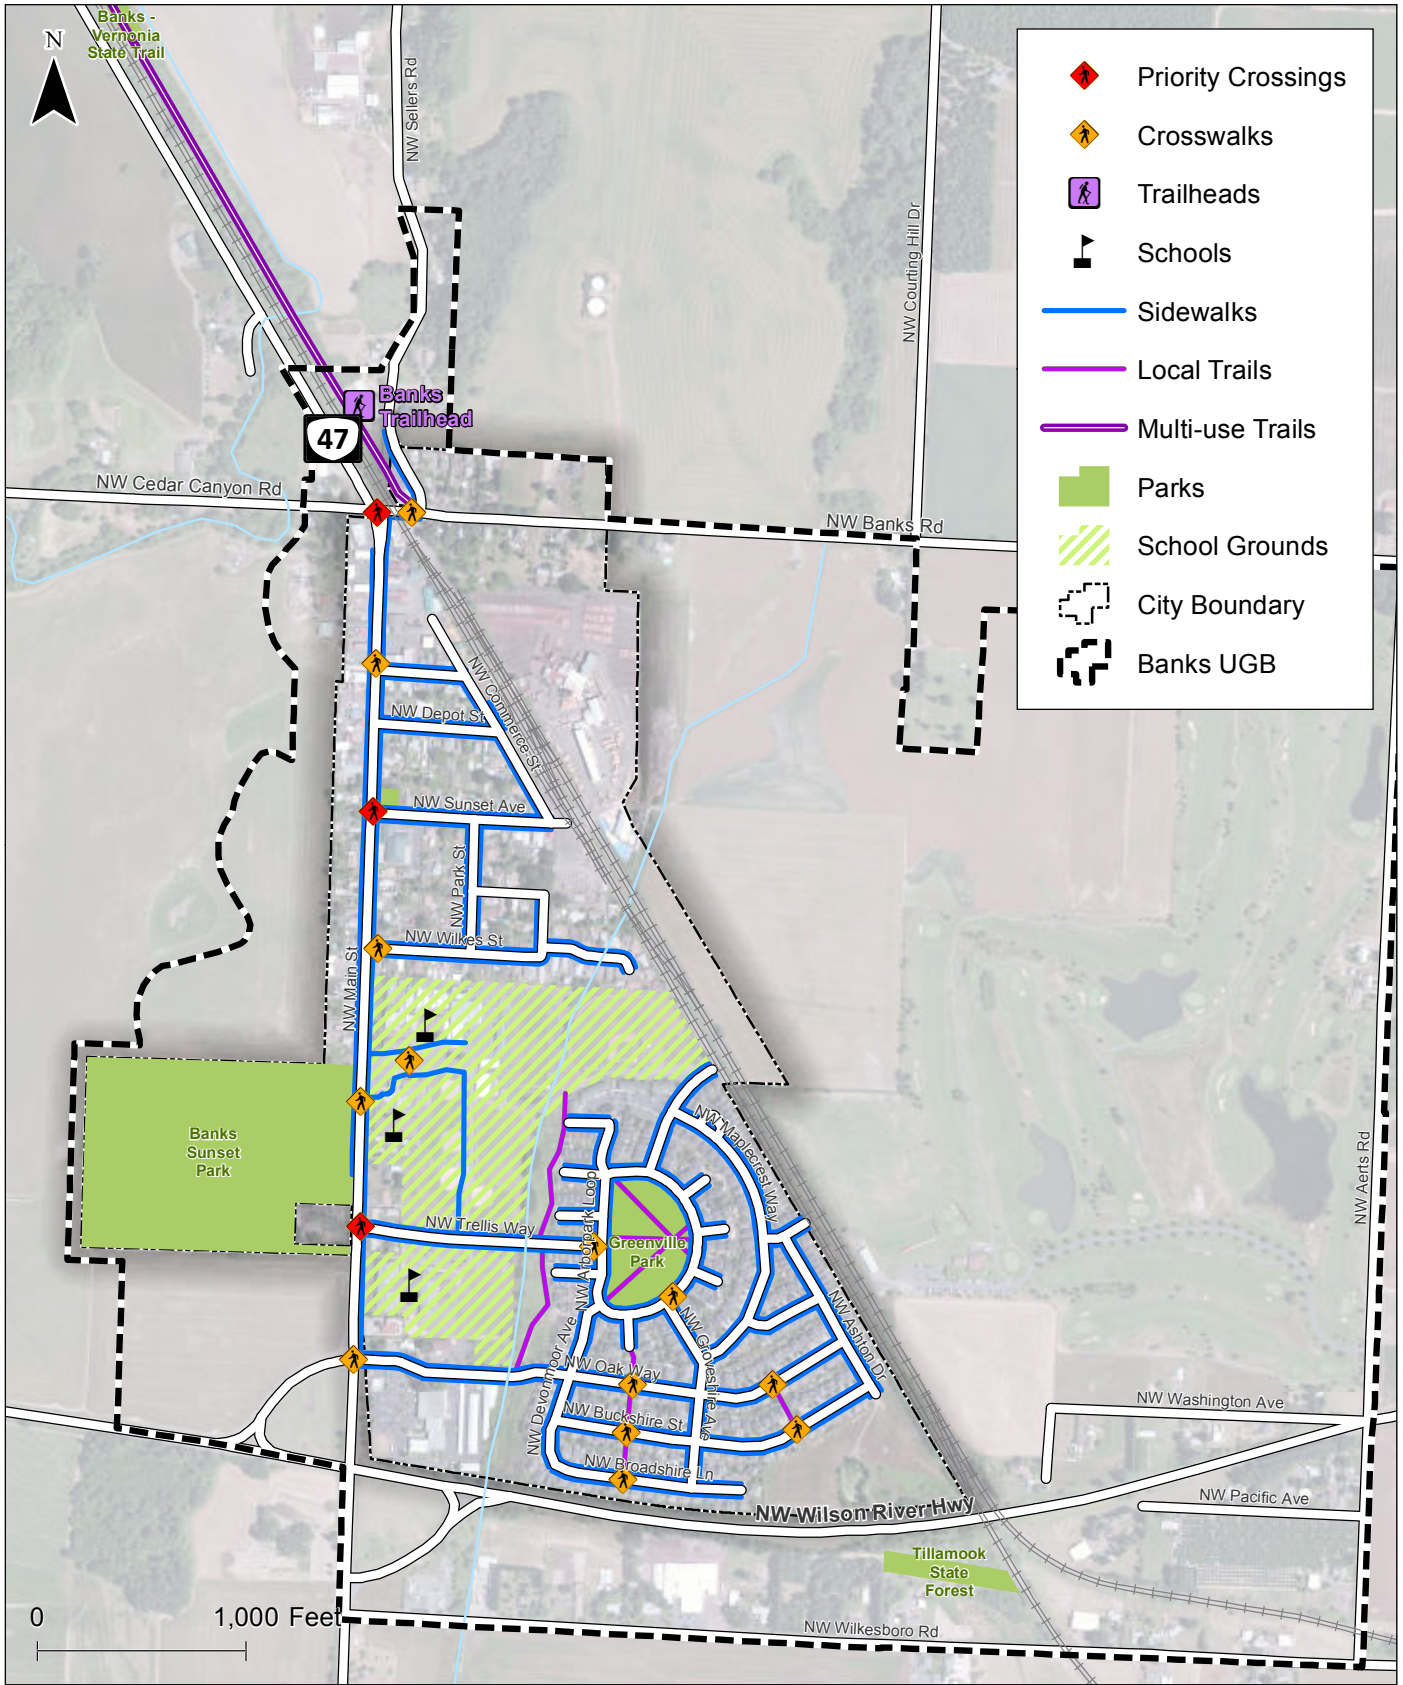 Banks -
Vernonia
State Trail
N
NW Sellers Rd
NW Courting Hill Dr
Priority Crossings
Crosswalks
Trailheads
Schools
Sidewalks
Local Trails
Multi-use Trails
Parks
School Grounds
City Boundary
Banks UGB
Banks
Trailhead
47
NW Cedar Canyon Rd
NW Banks Rd
NW Commerce St
NW Depot St
NW Sunset Ave
NW Park St
NW Wilkes St
NW Main St
Banks
Sunset
Park
NW Maplecrest Way
NW Arborpark Loop
NW Trellis Way
Greenville
Park
NW Aerts Rd
NW Ashton Dr
NW Groveshire Ave
NW Devonmoor Ave
NW Oak Way
NW Buckshire St
NW Broadshire Ln
NW Washington Ave
NW Wilson River Hwy
NW Pacific Ave
Tillamook
State
Forest
NW Wilkesboro Rd
0
1,000 Feet